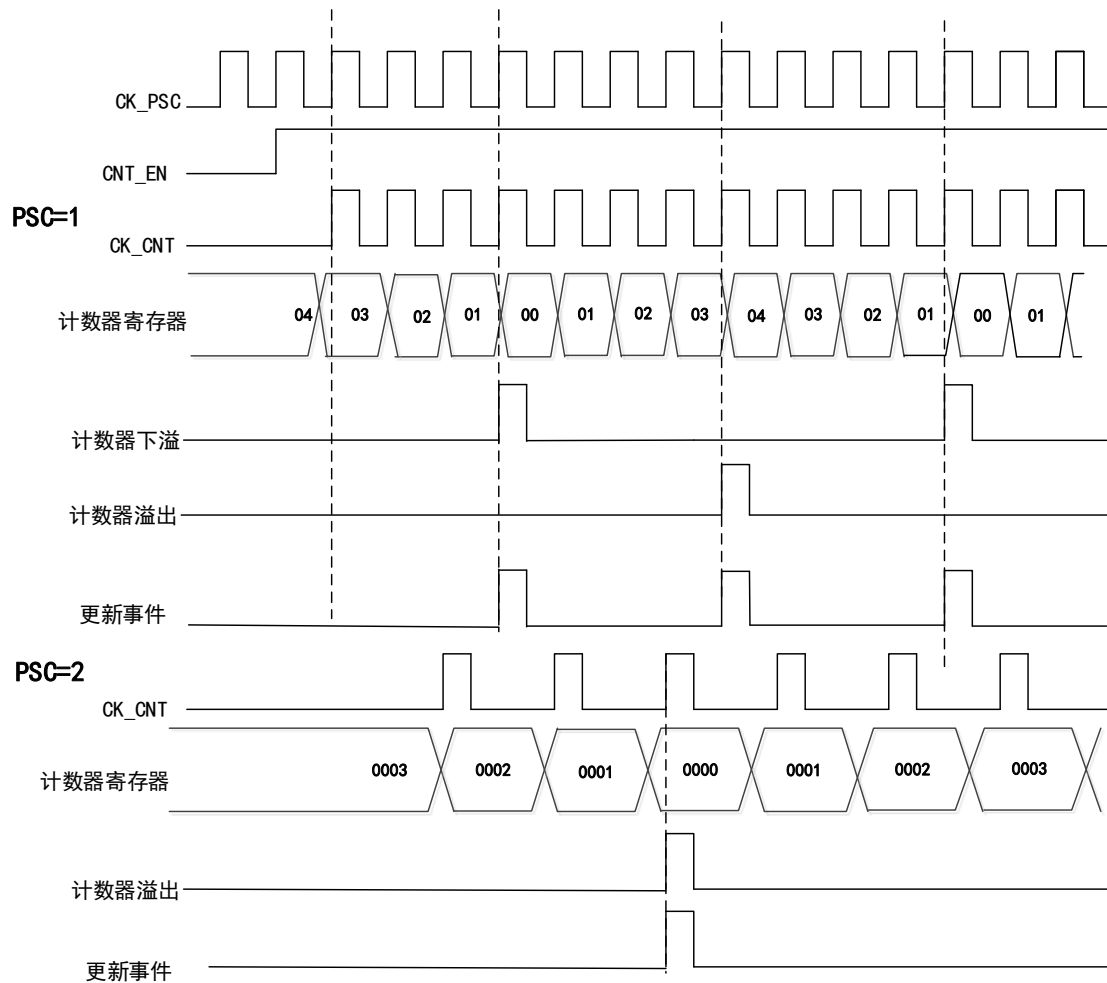 CK_PSC
CNT_EN
PSC=1
CK_CNT
计数器寄存器 04 03 02 01 00 01 02 03 04 03 02 01 00 01
计数器下溢
计数器溢出
更新事件
PSC=2
CK_CNT
计数器寄存器 0003 0002 0001 0000 0001 0002 0003
计数器溢出
更新事件